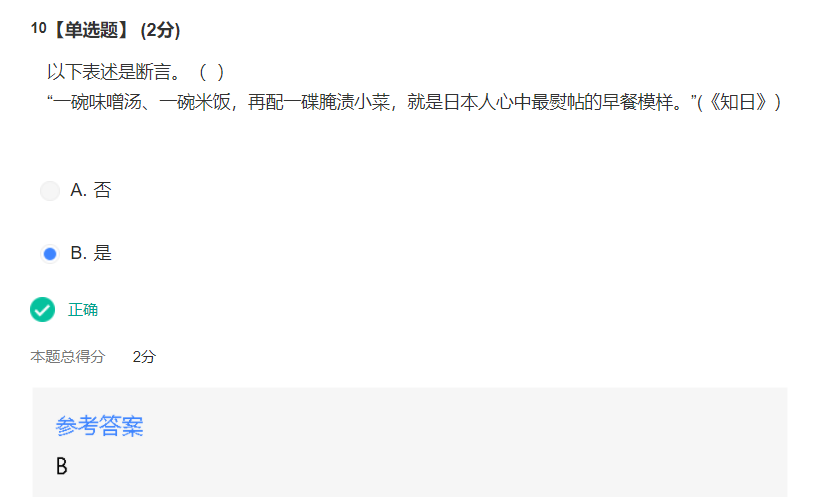 10【单选题】 (2分)
以下表述是断言。（ ）
“一碗味噌汤、一碗米饭，再配一碟腌渍小菜，就是日本人心中最熨帖的早餐模样。”(《知日》)
A. 否
B. 是
正确
本题总得分 2分
参考答案
B